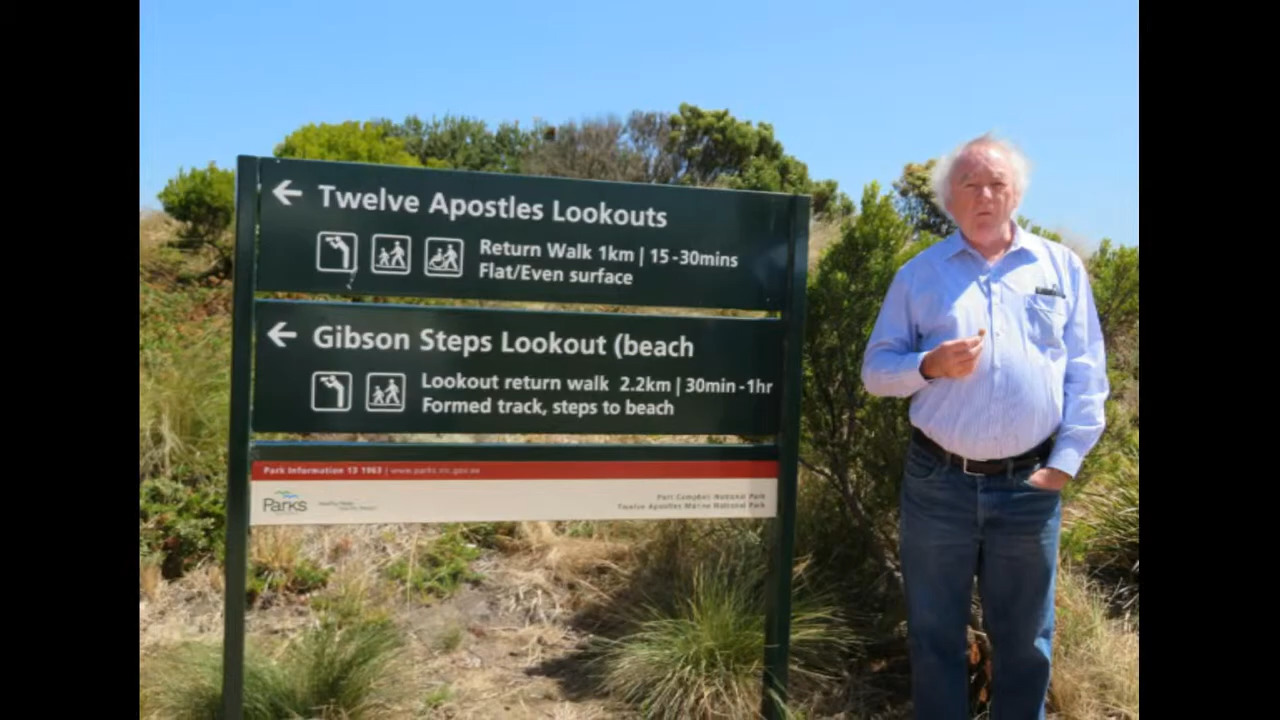 Twelve Apostles Lookouts
Return Walk 1km | 15-30mins
Flat/Even surface
Gibson Steps Lookout (beach
Lookout return walk 2.2km | 30min-1hr
Formed track, steps to beach
Park Information 13 1963 | www.parks.vic.gov.au
Parks
Port Campbell National Park
Twelve Apostles Marine National Park